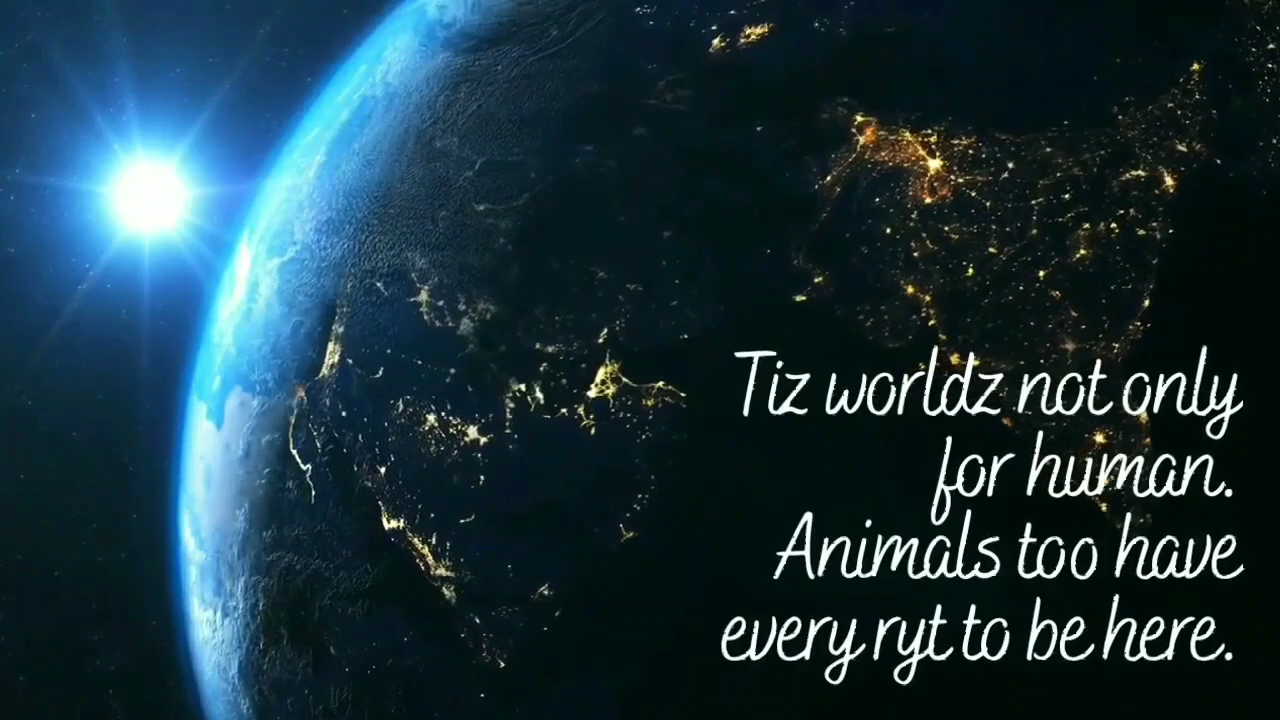 Tiz worldz not only
for human.
Animals too have
every ryt to be here.